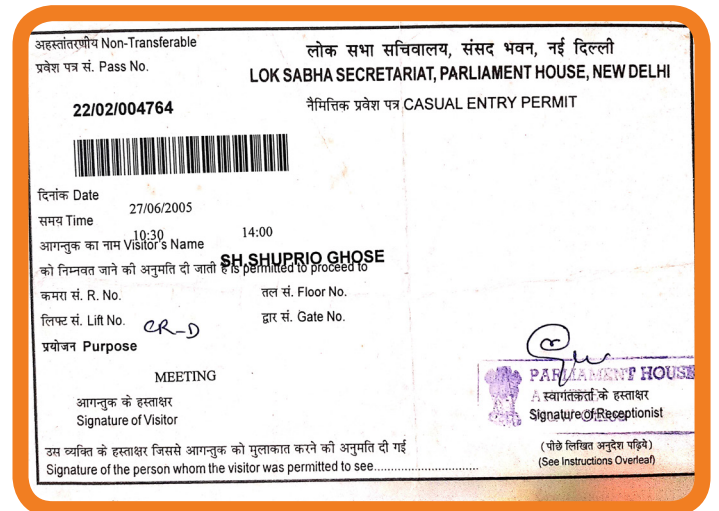 अहस्तांतरणीय Non-Transferable
प्रवेश पत्र सं. Pass No.
लोक सभा सचिवालय, संसद भवन, नई दिल्ली
LOK SABHA SECRETARIAT, PARLIAMENT HOUSE, NEW DELHI
22/02/004764
नैमित्तिक प्रवेश पत्र CASUAL ENTRY PERMIT
दिनांक Date
27/06/2005
समय Time
10:30 14:00
आगन्तुक का नाम Visitor's Name
SH.SHUPRIO GHOSE
को निम्नवत जाने की अनुमति दी जाती है is permitted to proceed to
कमरा सं. R. No. तल सं. Floor No.
लिफ्ट सं. Lift No. CR-D द्वार सं. Gate No.
प्रयोजन Purpose
MEETING
PARLIAMENT HOUSE
आगन्तुक के हस्ताक्षर
Signature of Visitor
स्वागतकर्ता के हस्ताक्षर
Signature of Receptionist
उस व्यक्ति के हस्ताक्षर जिससे आगन्तुक को मुलाकात करने की अनुमति दी गई
Signature of the person whom the visitor was permitted to see................................
(पीछे लिखित अनुदेश पढ़िये)
(See Instructions Overleaf)